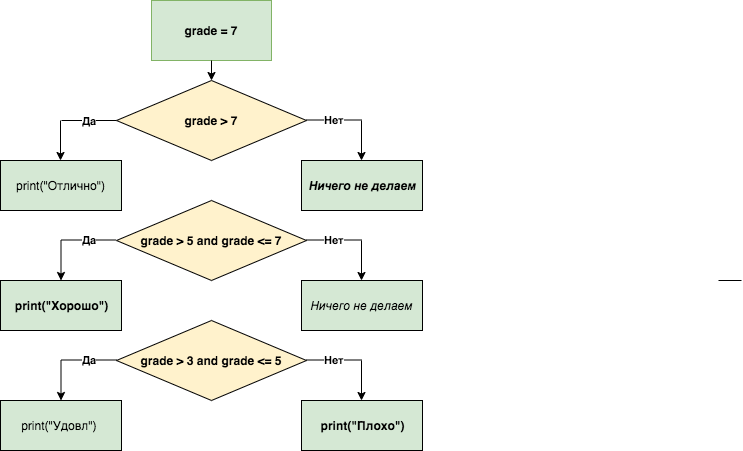 grade = 7
grade > 7
Да
Нет
print("Отлично")
Ничего не делаем
grade > 5 and grade <= 7
Да
Нет
print("Хорошо")
Ничего не делаем
grade > 3 and grade <= 5
Да
Нет
print("Удовл")
print("Плохо")